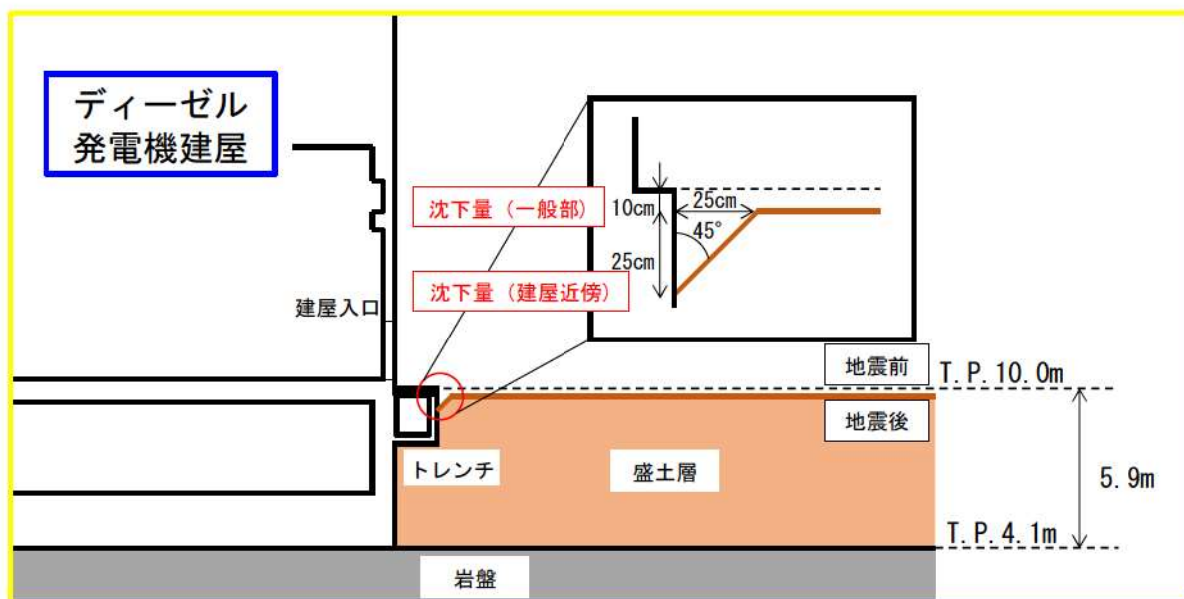 ディーゼル
発電機建屋
沈下量（一般部）
10cm
25cm
45°
25cm
沈下量（建屋近傍）
建屋入口
地震前
T.P.10.0m
地震後
トレンチ
盛土層
5.9m
T.P.4.1m
岩盤